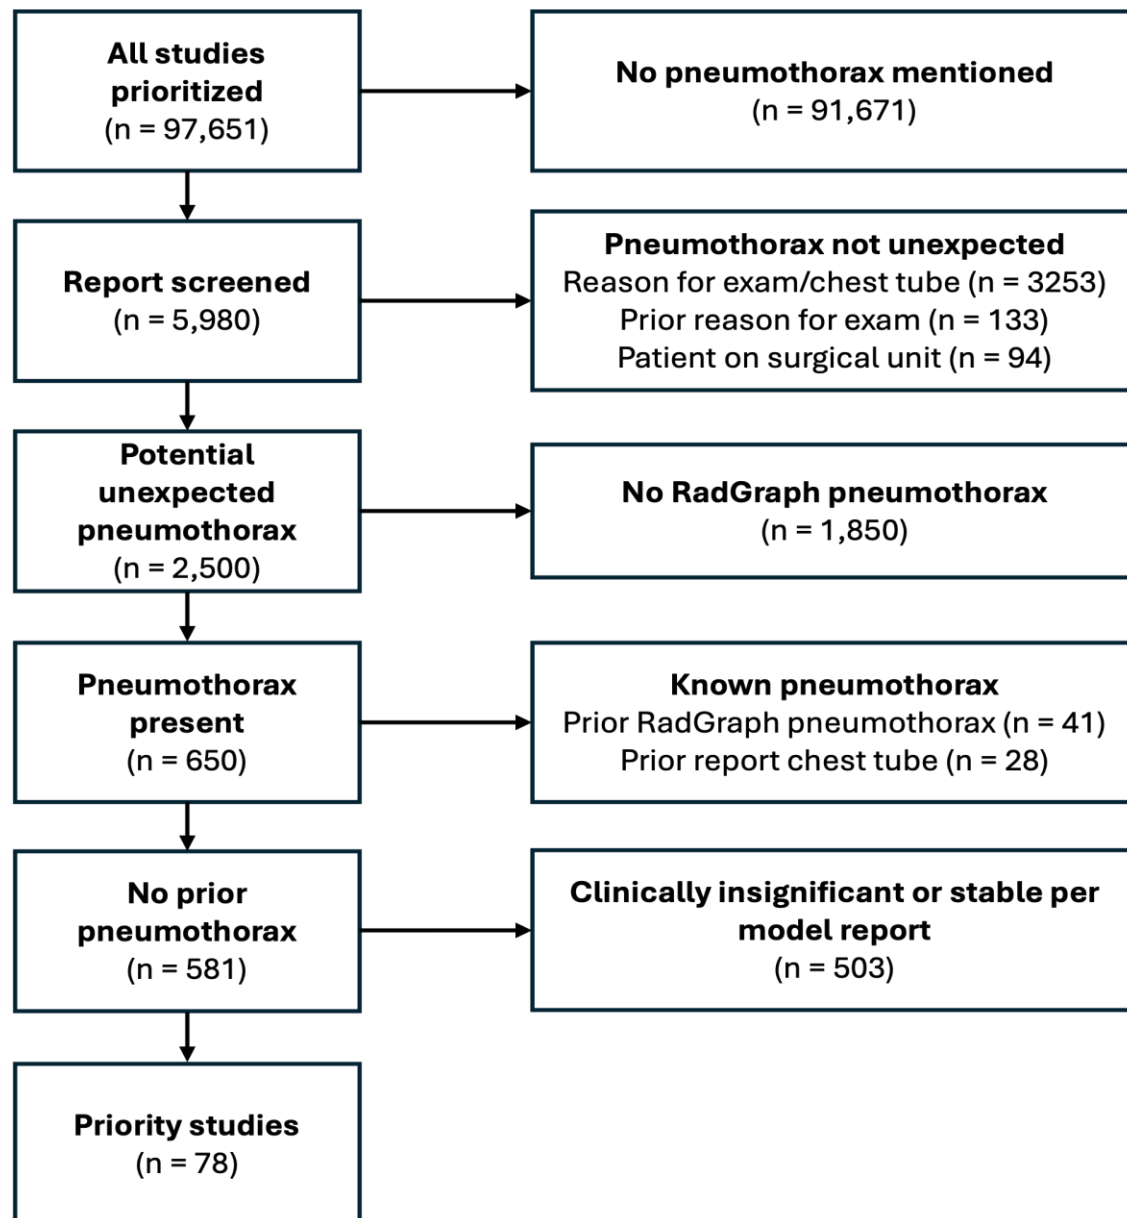 All studies
prioritized
(n = 97,651)
No pneumothorax mentioned
(n = 91,671)
Report screened
(n = 5,980)
Pneumothorax not unexpected
Reason for exam/chest tube (n = 3253)
Prior reason for exam (n = 133)
Patient on surgical unit (n = 94)
Potential
unexpected
pneumothorax
(n = 2,500)
No RadGraph pneumothorax
(n = 1,850)
Pneumothorax
present
(n = 650)
Known pneumothorax
Prior RadGraph pneumothorax (n = 41)
Prior report chest tube (n = 28)
No prior
pneumothorax
(n = 581)
Clinically insignificant or stable per
model report
(n = 503)
Priority studies
(n = 78)